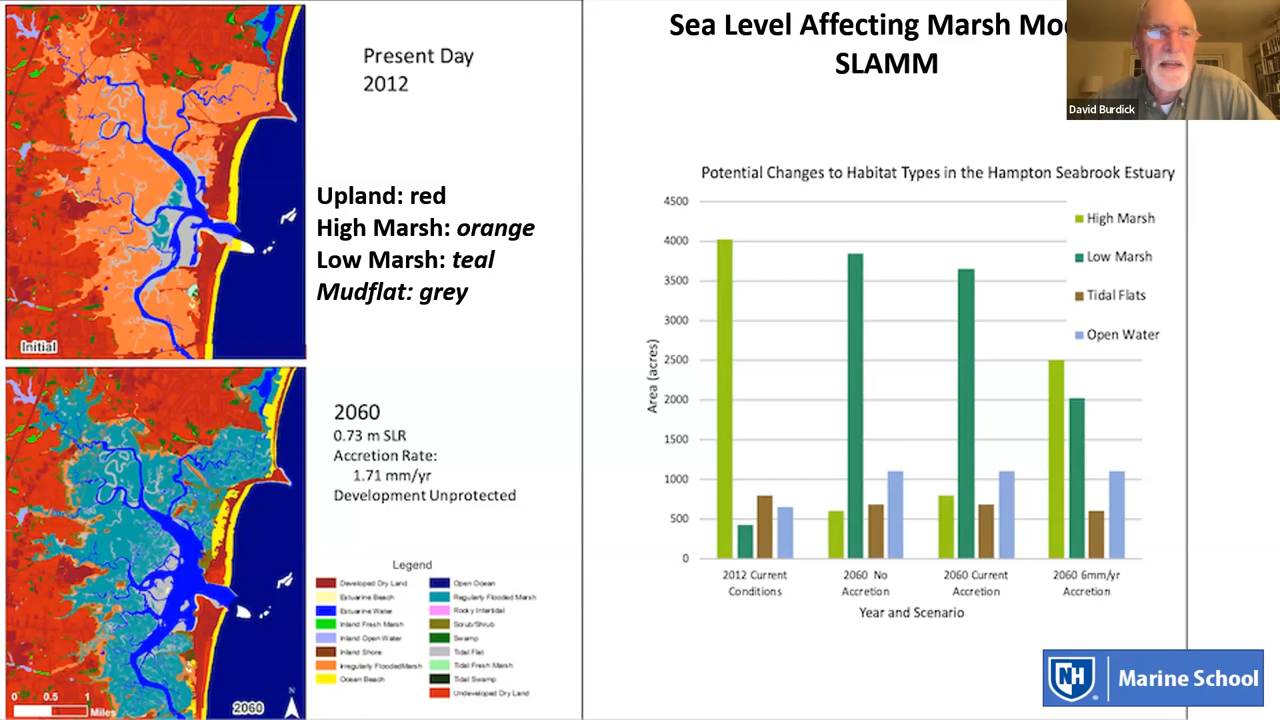 Present Day
2012
Upland: red
High Marsh: orange
Low Marsh: teal
Mudflat: grey
Initial
2060
0.73 m SLR
Accretion Rate:
1.71 mm/yr
Development Unprotected
Legend
Developed Dry Land
Estuarine Beach
Estuarine Water
Inland Fresh Marsh
Inland Open Water
Inland Shore
Irregularly FloodedMarsh
Ocean Beach
Open Ocean
Regularly Flooded Marsh
Rocky Intertidal
Scrub/Shrub
Swamp
Tidal Flat
Tidal Fresh Marsh
Tidal Swamp
Undeveloped Dry Land
0 0.5 1
Miles
2060
N
Sea Level Affecting Marsh
SLAMM
David Burdick
Potential Changes to Habitat Types in the Hampton Seabrook Estuary
4500
4000
3500
3000
2500
2000
1500
1000
500
0
Area (acres)
High Marsh
Low Marsh
Tidal Flats
Open Water
2012 Current
Conditions
2060 No
Accretion
2060 Current
Accretion
2060 6mm/yr
Accretion
Year and Scenario
NH
Marine School